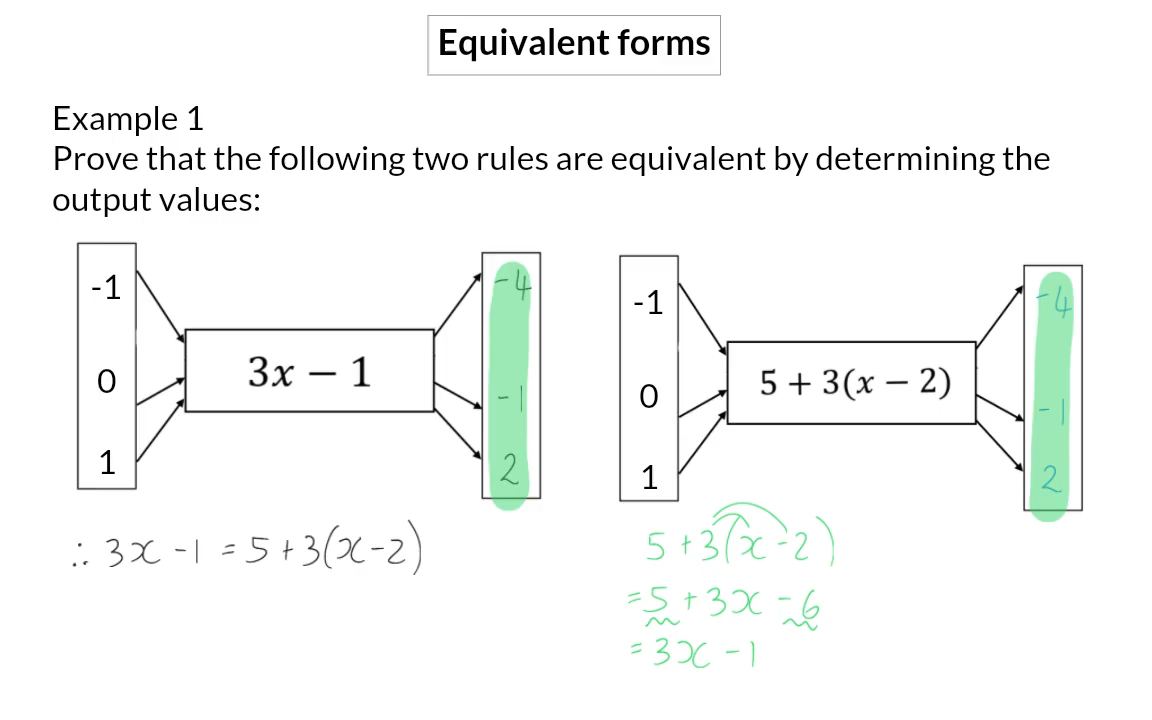 Equivalent forms
Example 1
Prove that the following two rules are equivalent by determining the
output values:
-1
0
1
3x − 1
-4
-1
2
-1
0
1
5 + 3(x − 2)
-4
-1
2
∴ 3x - 1 = 5 + 3(x - 2)
5 + 3(x - 2)
= 5 + 3x - 6
= 3x - 1